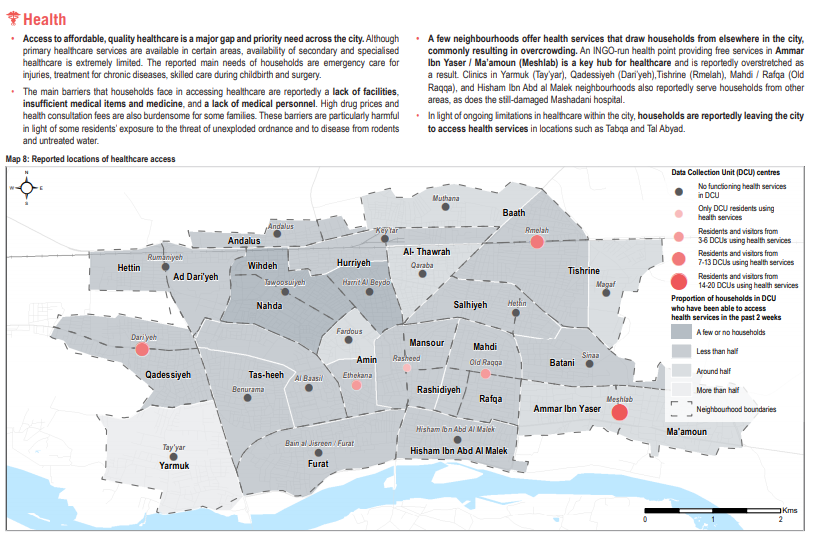 Health
• Access to affordable, quality healthcare is a major gap and priority need across the city. Although
primary healthcare services are available in certain areas, availability of secondary and specialised
healthcare is extremely limited. The reported main needs of households are emergency care for
injuries, treatment for chronic diseases, skilled care during childbirth and surgery.
• The main barriers that households face in accessing healthcare are reportedly a lack of facilities,
insufficient medical items and medicine, and a lack of medical personnel. High drug prices and
health consultation fees are also burdensome for some families. These barriers are particularly harmful
in light of some residents' exposure to the threat of unexploded ordnance and to disease from rodents
and untreated water.
• A few neighbourhoods offer health services that draw households from elsewhere in the city,
commonly resulting in overcrowding. An INGO-run health point providing free services in Ammar
Ibn Yaser / Ma'amoun (Meshlab) is a key hub for healthcare and is reportedly overstretched as
a result. Clinics in Yarmuk (Tay'yar), Qadessiyeh (Dari'yeh),Tishrine (Rmelah), Mahdi / Rafqa (Old
Raqqa), and Hisham Ibn Abd al Malek neighbourhoods also reportedly serve households from other
areas, as does the still-damaged Mashadani hospital.
• In light of ongoing limitations in healthcare within the city, households are reportedly leaving the city
to access health services in locations such as Tabqa and Tal Abyad.
Map 8: Reported locations of healthcare access
N
W E
S
Muthana
Baath
Andalus
Andalus
Key'tar
Rmelah
Rumaniyeh
Hettin
Ad Dari'yeh
Wihdeh
Hurriyeh
Al- Thawrah
Qaraba
Tishrine
Tawoosuiyeh
Harrit Al Beydo
Magaf
Nahda
Salhiyeh
Hettin
Fardous
Dari'yeh
Mansour
Mahdi
Amin
Rasheed
Old Raqqa
Sinaa
Batani
Qadessiyeh
Tas-heeh
Al Baasil
Ethekana
Benurama
Rashidiyeh
Rafqa
Meshlab
Ammar Ibn Yaser
Ma'amoun
Hisham Ibn Abd Al Malek
Hisham Ibn Abd Al Malek
Tay'yar
Yarmuk
Bain al Jisreen / Furat
Furat
Data Collection Unit (DCU) centres
No functioning health services
in DCU
Only DCU residents using
health services
Residents and visitors from
3-6 DCUs using health services
Residents and visitors from
7-13 DCUs using health services
Residents and visitors from
14-20 DCUs using health services
Proportion of households in DCU
who have been able to access
health services in the past 2 weeks
A few or no households
Less than half
Around half
More than half
Neighbourhood boundaries
Kms
0 1 2